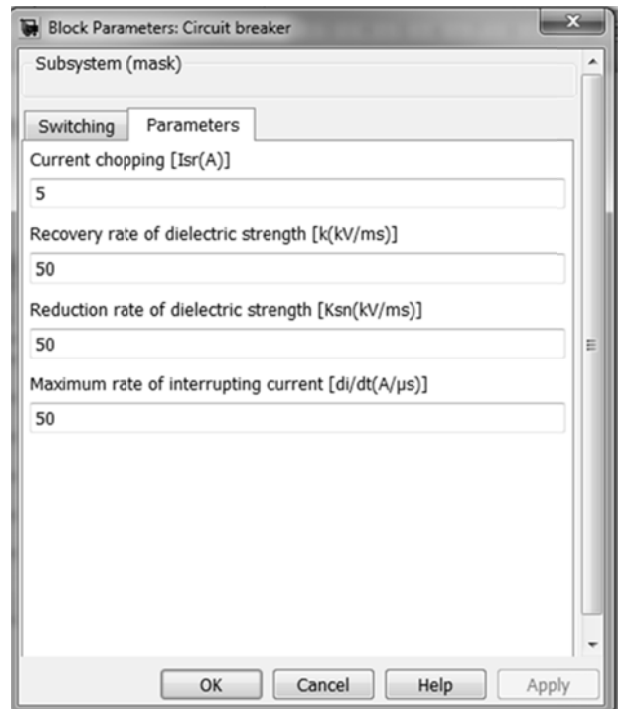 Block Parameters: Circuit breaker
Subsystem (mask)
Switching Parameters
Current chopping [Isr(A)]
5
Recovery rate of dielectric strength [k(kV/ms)]
50
Reduction rate of dielectric strength [Ksn(kV/ms)]
50
Maximum rate of interrupting current [di/dt(A/µs)]
50
OK Cancel Help Apply